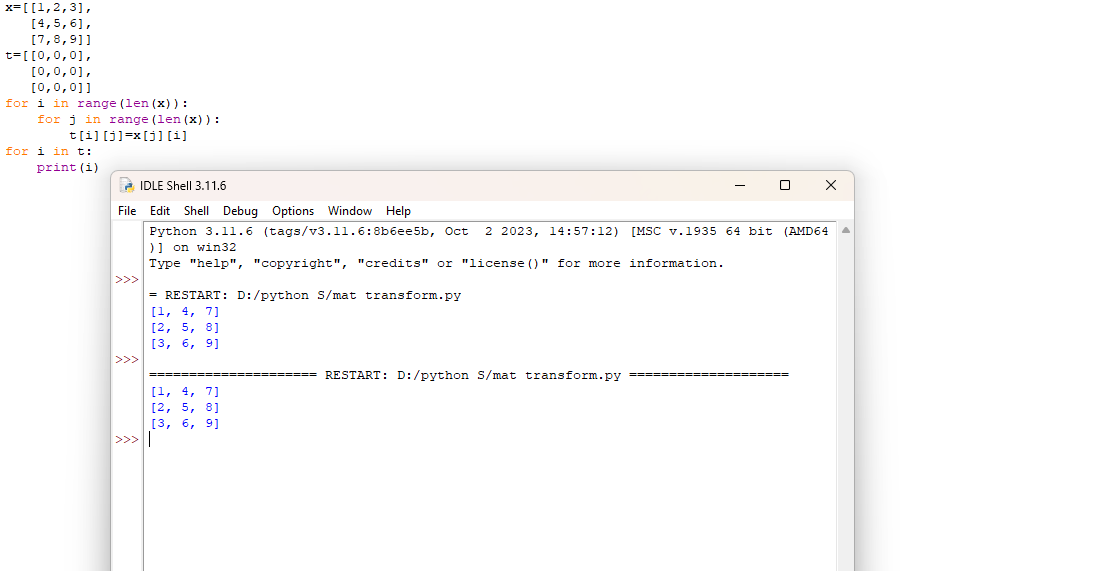 x=[[1,2,3],
   [4,5,6],
   [7,8,9]]
t=[[0,0,0],
   [0,0,0],
   [0,0,0]]
for i in range(len(x)):
    for j in range(len(x)):
        t[i][j]=x[j][i]
for i in t:
    print(i)
IDLE Shell 3.11.6
File Edit Shell Debug Options Window Help
Python 3.11.6 (tags/v3.11.6:8b6ee5b, Oct  2 2023, 14:57:12) [MSC v.1935 64 bit (AMD64
)] on win32
Type "help", "copyright", "credits" or "license()" for more information.
>>>
= RESTART: D:/python S/mat transform.py
[1, 4, 7]
[2, 5, 8]
[3, 6, 9]
>>>
===================== RESTART: D:/python S/mat transform.py ====================
[1, 4, 7]
[2, 5, 8]
[3, 6, 9]
>>>